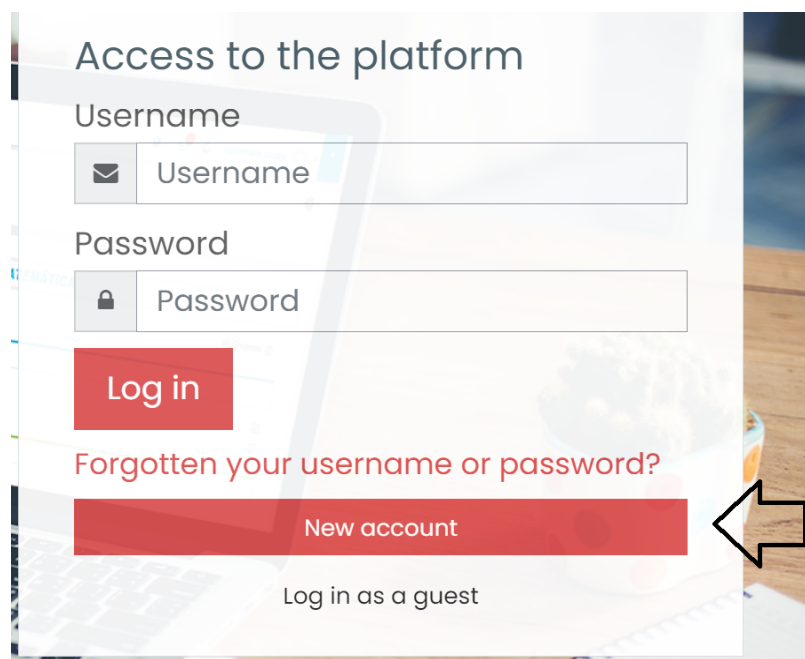 Access to the platform
Username
Username
Password
Password
Log in
Forgotten your username or password?
New account
Log in as a guest